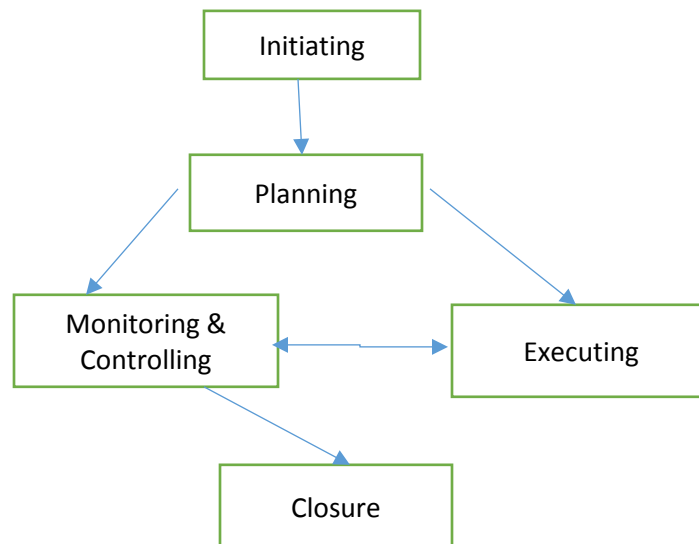 Initiating
Planning
Monitoring &
Controlling
Executing
Closure